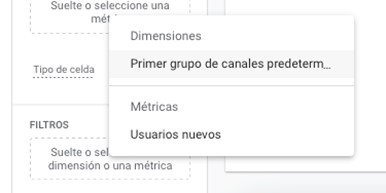 Suelte o seleccione una
Dimensiones
Primer grupo de canales predeterm...
Tipo de celda
Métricas
FILTROS
Usuarios nuevos
Suelte o
dimensión o una métrica